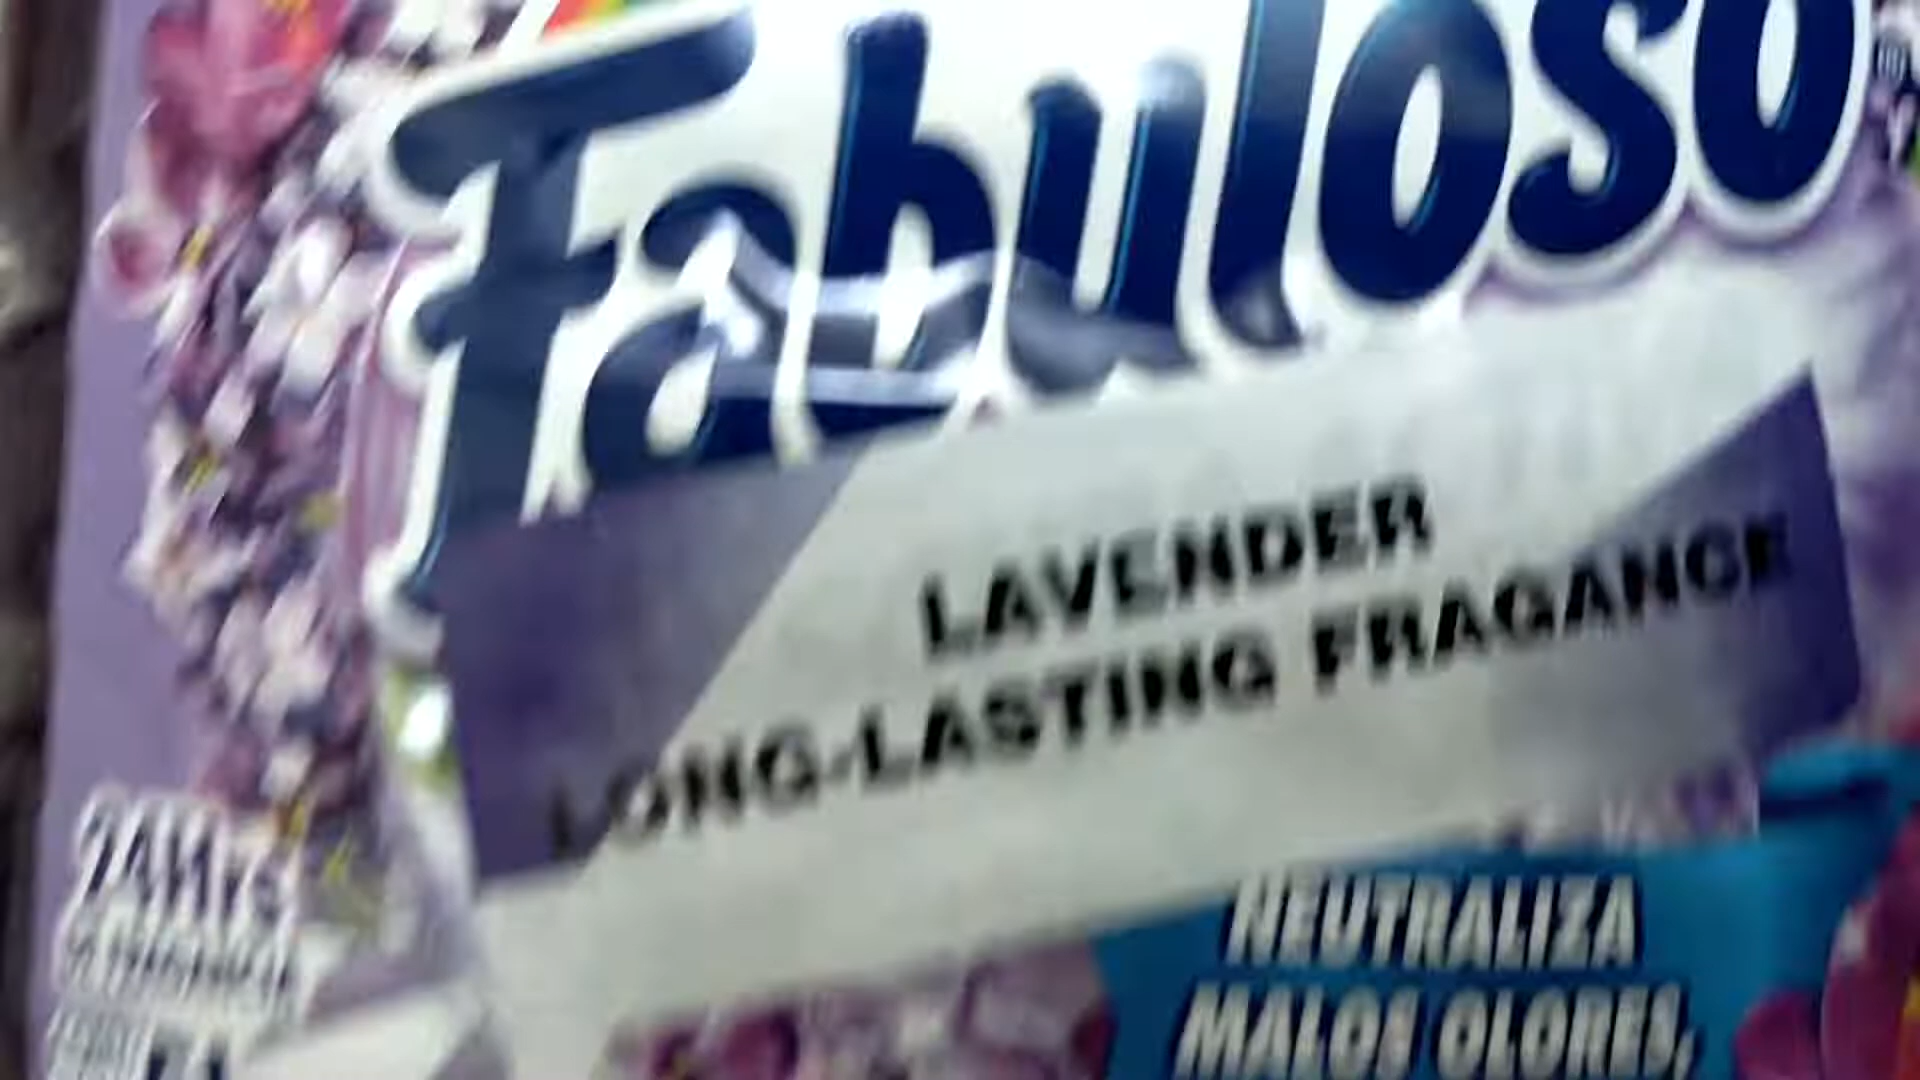 Fabuloso
LAVENDER
LONG-LASTING FRAGANCE
NEUTRALIZA
MALOS OLORES,